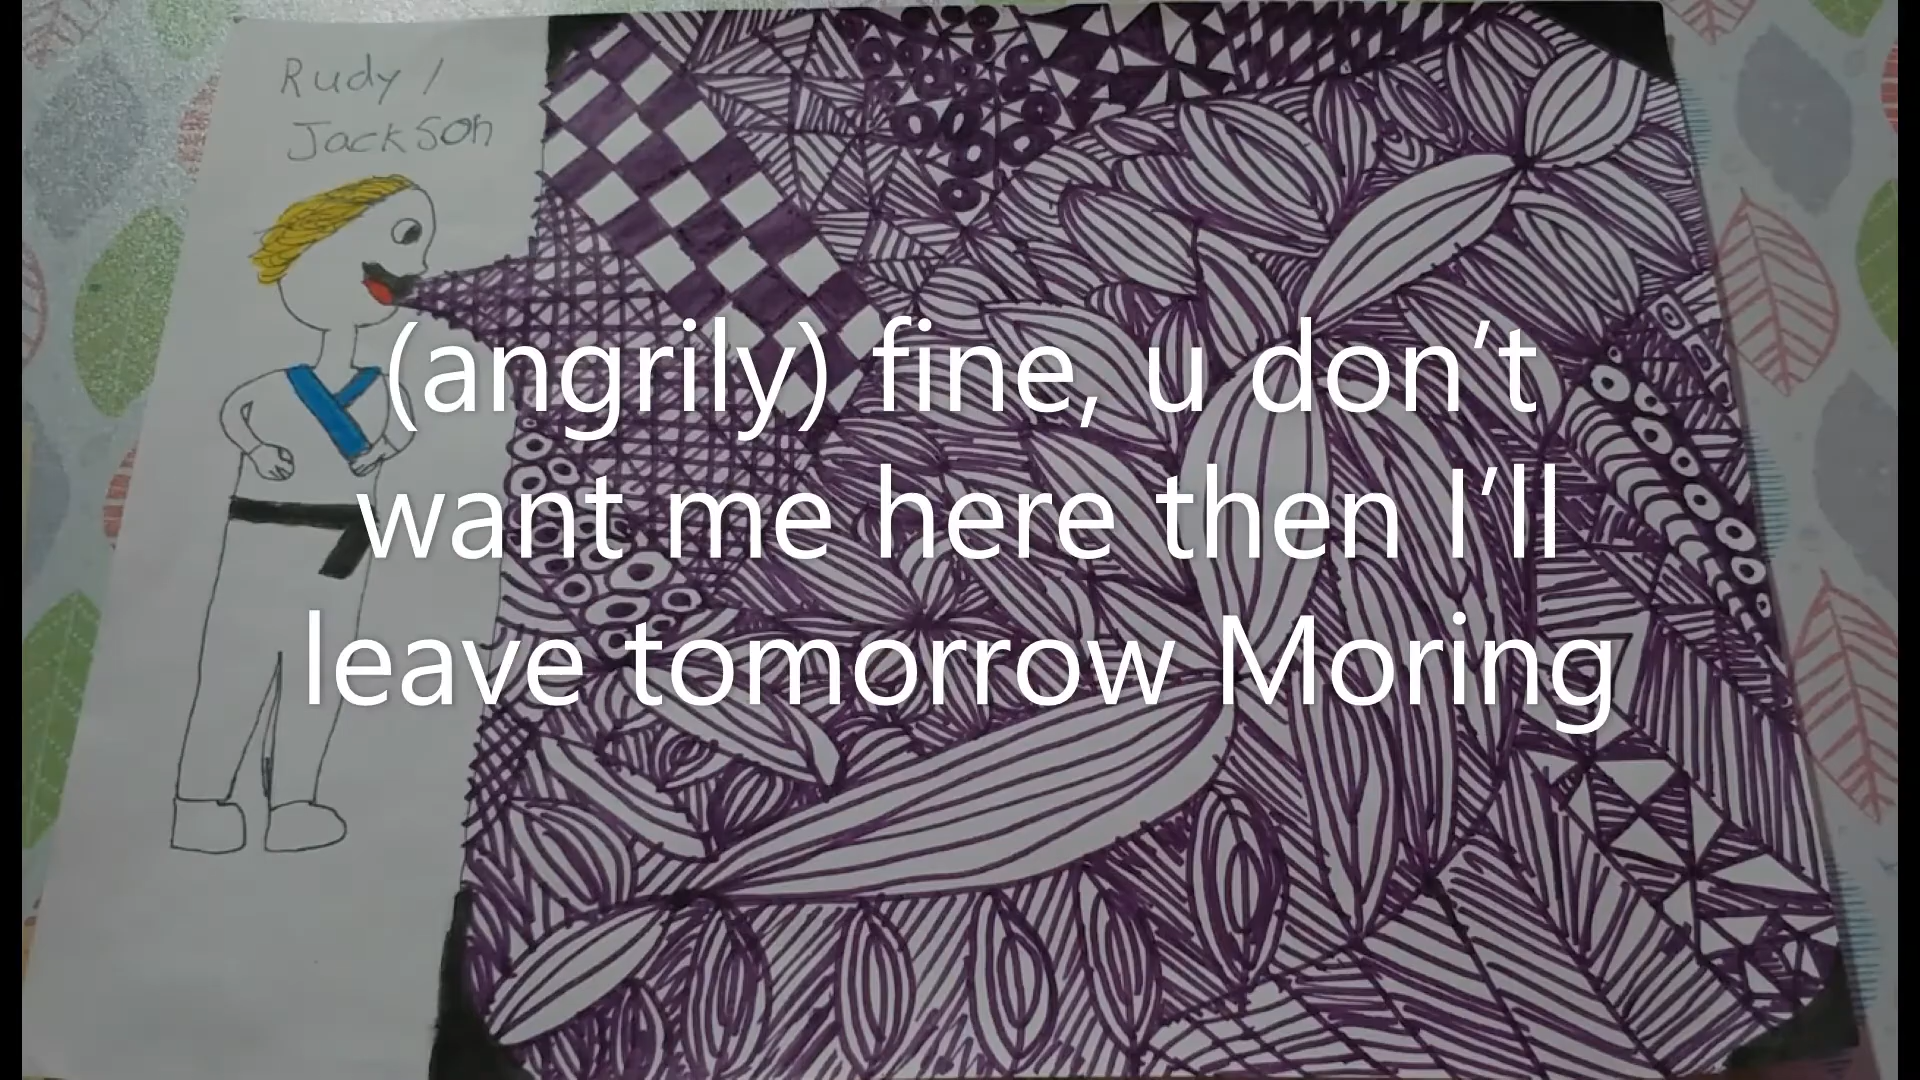 Rudy /
Jackson
(angrily) fine, u don’t
want me here then I’ll
leave tomorrow Moring